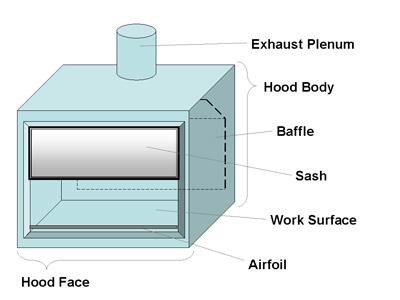 Exhaust Plenum
Hood Body
Baffle
Sash
Work Surface
Airfoil
Hood Face